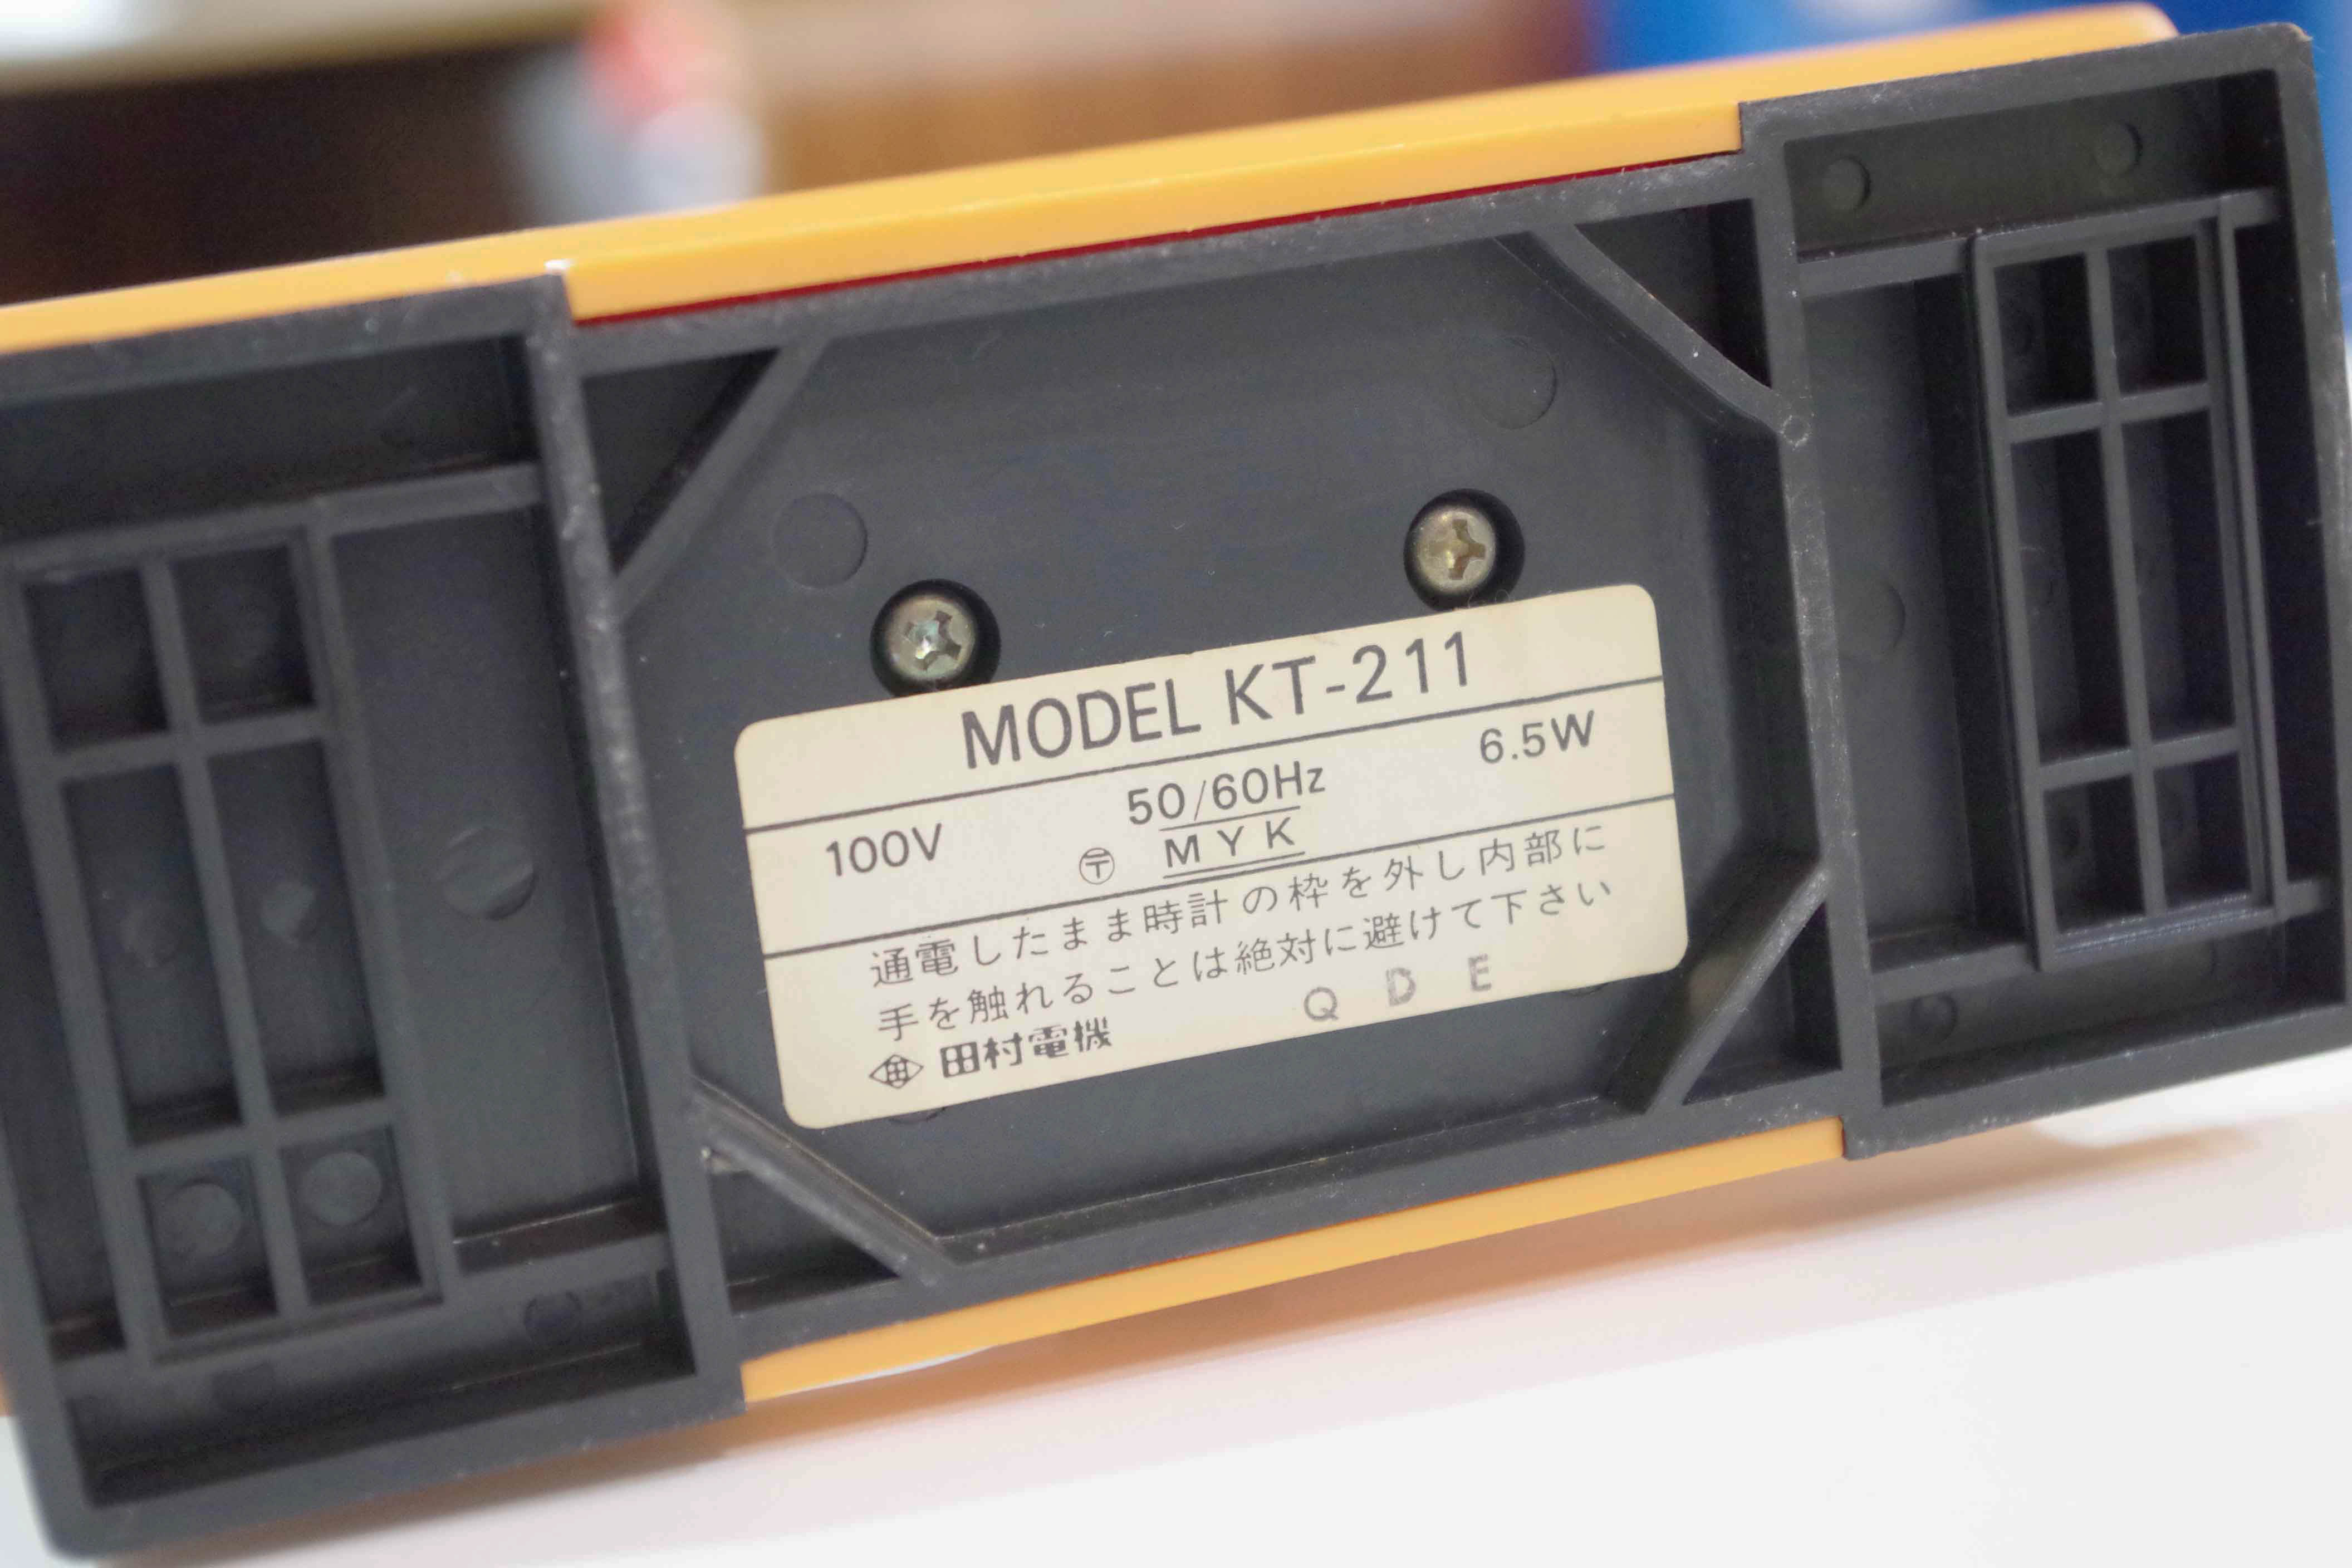 MODEL KT-211
100V 50/60Hz 6.5W
〶 MYK
通電したまま時計の枠を外し内部に
手を触れることは絶対に避けて下さい
田村電機 QDE